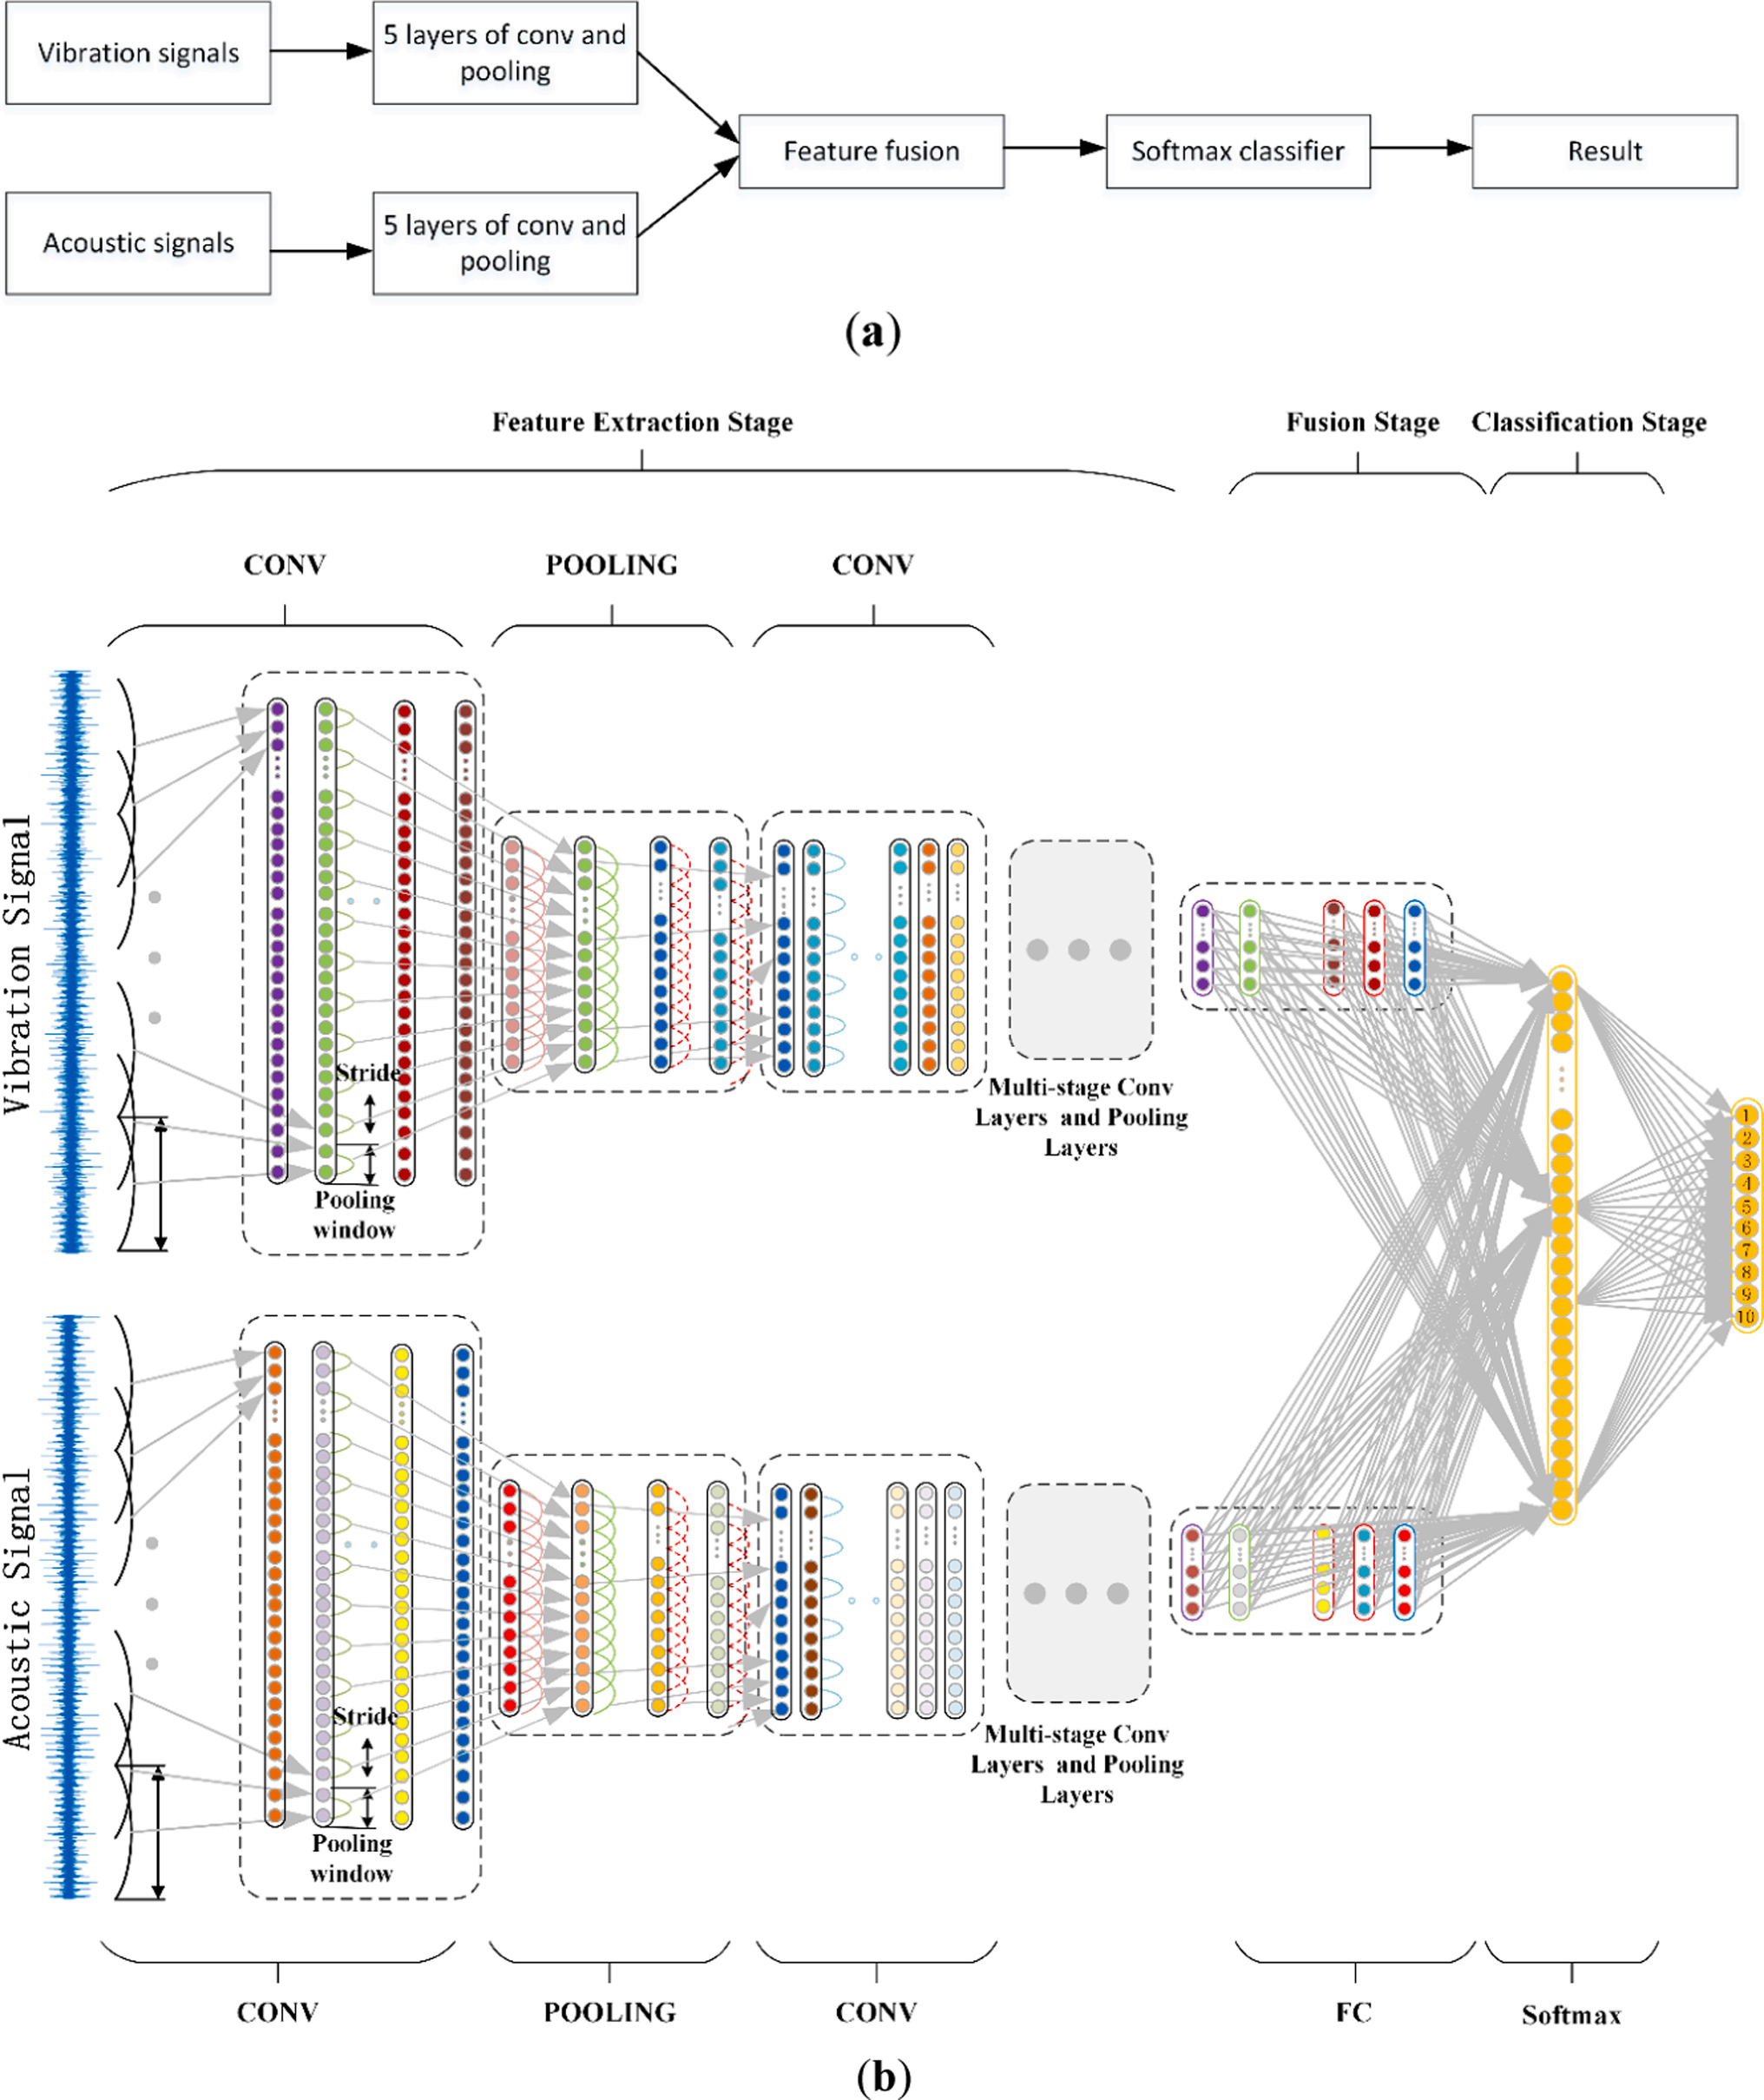 Vibration signals
5 layers of conv and
pooling
Feature fusion
Softmax classifier
Result
Acoustic signals
5 layers of conv and
pooling
(a)
Feature Extraction Stage
Fusion Stage
Classification Stage
CONV
POOLING
CONV
Vibration Signal
Stride
Pooling
window
Multi-stage Conv
Layers and Pooling
Layers
1
2
3
4
5
6
7
8
9
10
Acoustic Signal
Stride
Pooling
window
Multi-stage Conv
Layers and Pooling
Layers
CONV
POOLING
CONV
FC
Softmax
(b)